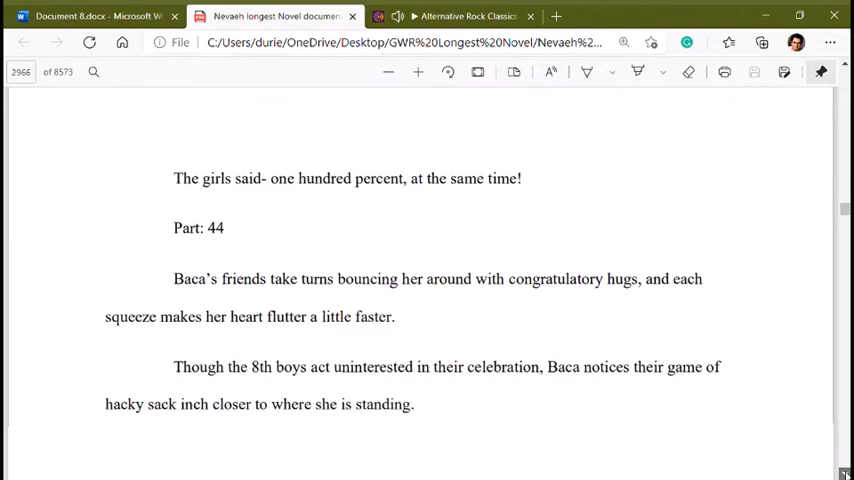 Document 8.docx - Microsoft W
Nevaeh longest Novel documen
Alternative Rock Classics
File
C:/Users/durie/OneDrive/Desktop/GWR%20Longest%20Novel/Nevaeh%2...
2966 of 8573
The girls said- one hundred percent, at the same time!
Part: 44
Baca’s friends take turns bouncing her around with congratulatory hugs, and each
squeeze makes her heart flutter a little faster.
Though the 8th boys act uninterested in their celebration, Baca notices their game of
hacky sack inch closer to where she is standing.